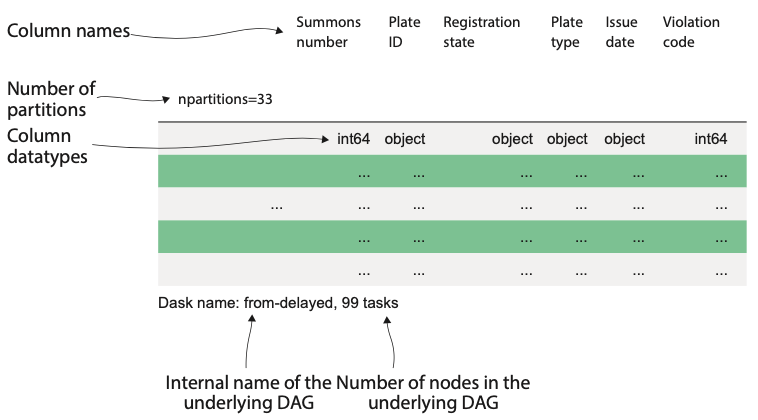 Column names
Summons number
Plate ID
Registration state
Plate type
Issue date
Violation code
Number of partitions
npartitions=33
Column datatypes
int64 object object object object int64
... ... ... ... ... ...
... ... ... ... ... ... ...
... ... ... ... ... ...
... ... ... ... ... ...
Dask name: from-delayed, 99 tasks
Internal name of the underlying DAG
Number of nodes in the underlying DAG